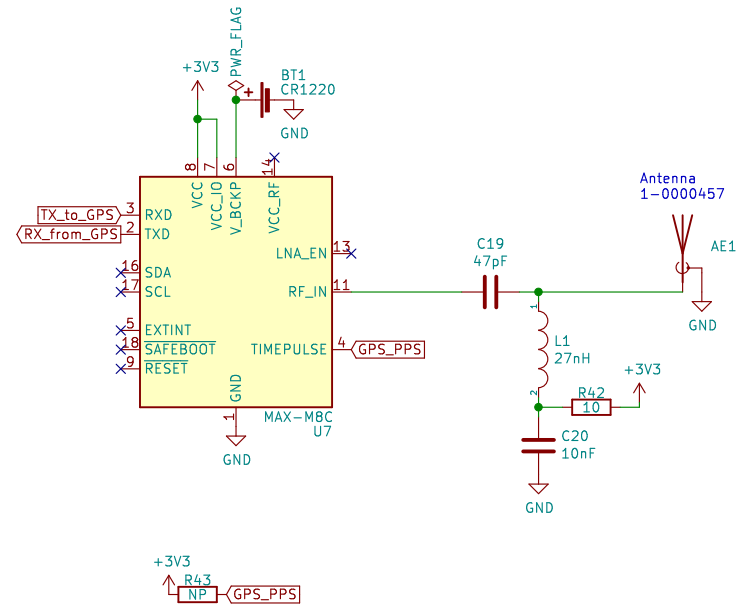 PWR_FLAG
+3V3
BT1
CR1220
GND
8
7
6
14
VCC
VCC_IO
V_BCKP
VCC_RF
Antenna
1-0000457
AE1
GND
TX_to_GPS
3
RXD
RX_from_GPS
2
TXD
LNA_EN
13
16
SDA
17
SCL
RF_IN
11
C19
47pF
5
EXTINT
18
SAFEBOOT
9
RESET
TIMEPULSE
4
GPS_PPS
1
L1
27nH
2
+3V3
R42
10
GND
1
MAX-M8C
U7
GND
C20
10nF
GND
+3V3
R43
NP
GPS_PPS